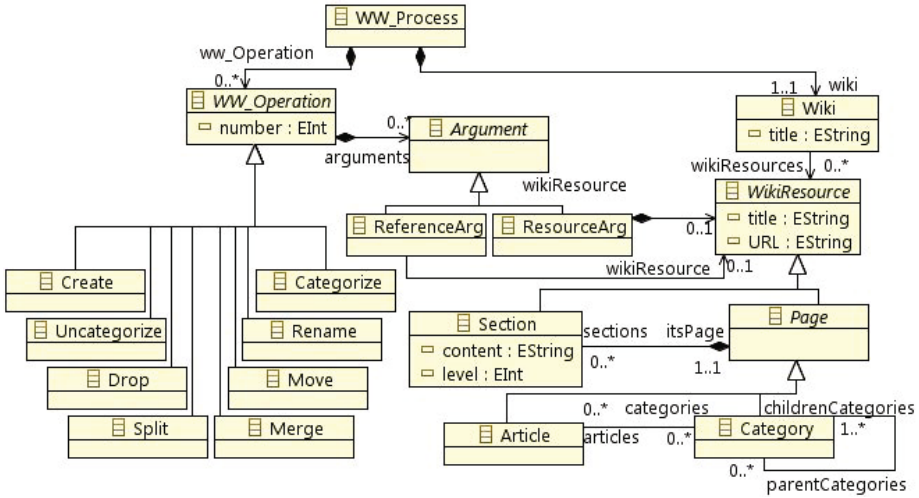 WW_Process
ww_Operation
0..*
1..1
wiki
WW_Operation
number : EInt
0..*
arguments
Argument
Wiki
title : EString
wikiResources
0..*
wikiResource
WikiResource
title : EString
URL : EString
ReferenceArg
ResourceArg
0..1
wikiResource
0..1
Create
Categorize
Uncategorize
Rename
Drop
Move
Split
Merge
Section
content : EString
level : EInt
sections
itsPage
0..*
1..1
Page
0..*
categories
childrenCategories
Article
articles
0..*
Category
1..*
0..*
parentCategories